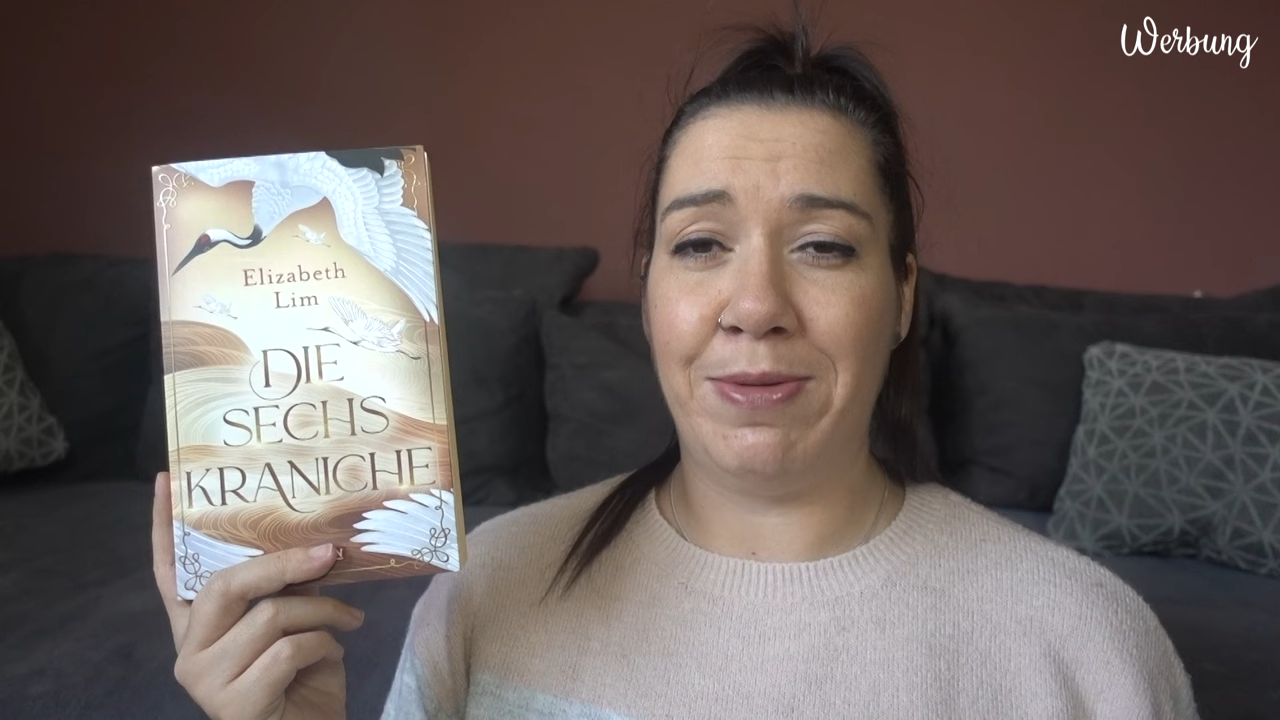 Werbung
Elizabeth
Lim
DIE
SECHS
KRANICHE